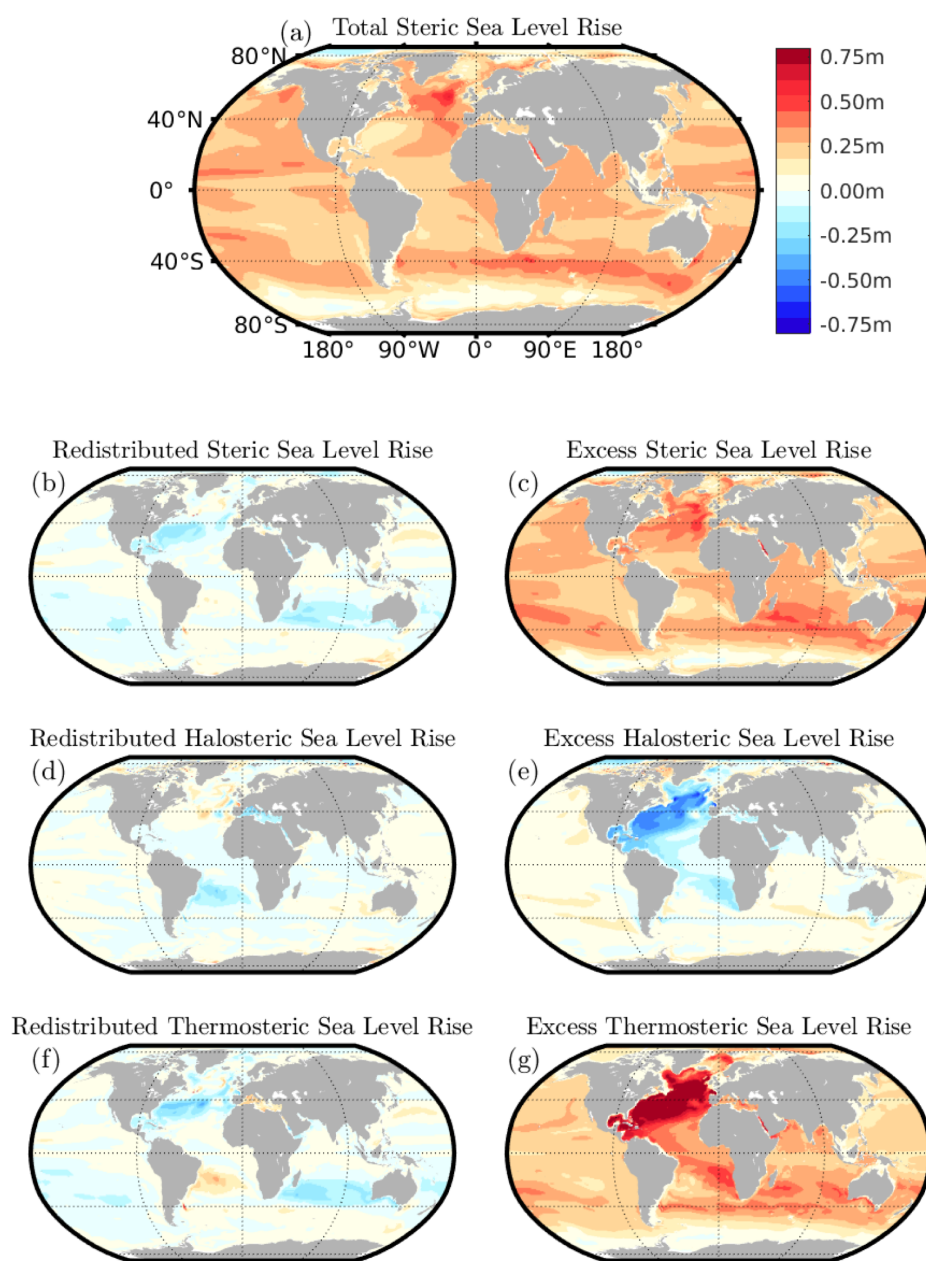 (a) Total Steric Sea Level Rise
80°N
40°N
0°
40°S
80°S
180° 90°W 0° 90°E 180°
0.75m
0.50m
0.25m
0.00m
-0.25m
-0.50m
-0.75m
Redistributed Steric Sea Level Rise
(b)
Excess Steric Sea Level Rise
(c)
Redistributed Halosteric Sea Level Rise
(d)
Excess Halosteric Sea Level Rise
(e)
Redistributed Thermosteric Sea Level Rise
(f)
Excess Thermosteric Sea Level Rise
(g)